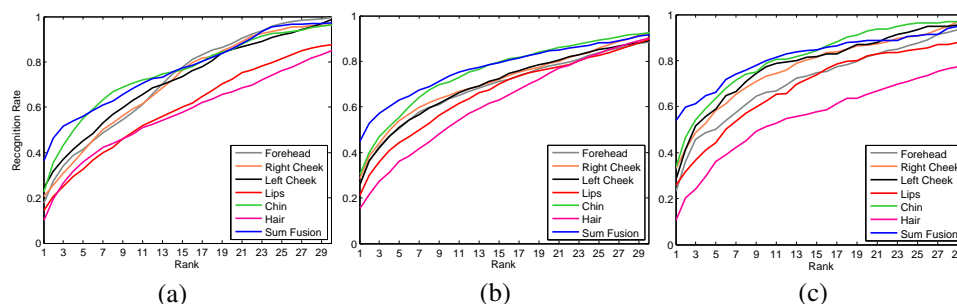 Recognition Rate
1
0.8
0.6
0.4
0.2
0
1 3 5 7 9 11 13 15 17 19 21 23 25 27 29
Rank
Forehead
Right Cheek
Left Cheek
Lips
Chin
Hair
Sum Fusion
(a)
1
0.8
0.6
0.4
0.2
0
1 3 5 7 9 11 13 15 17 19 21 23 25 27 29
Rank
Forehead
Right Cheek
Left Cheek
Lips
Chin
Hair
Sum Fusion
(b)
1
0.8
0.6
0.4
0.2
0
1 3 5 7 9 11 13 15 17 19 21 23 25 27
Rank
Forehead
Right Cheek
Left Cheek
Lips
Chin
Hair
Sum Fusion
(c)